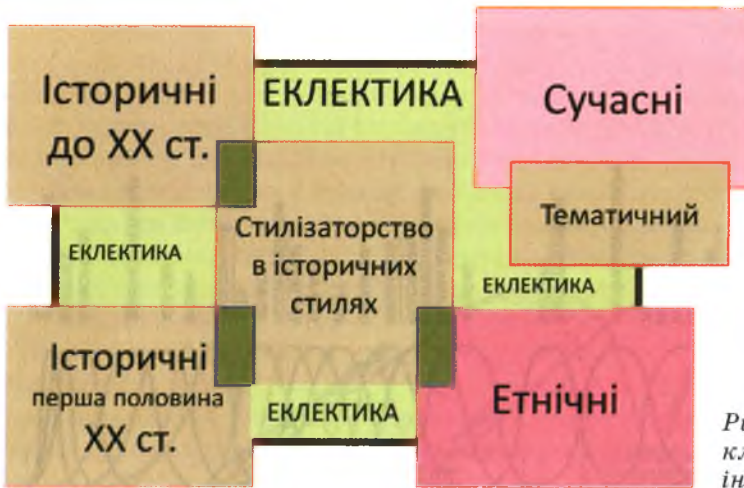 Історичні
до XX ст.
ЕКЛЕКТИКА
Сучасні
Тематичний
Стилізаторство
в історичних
стилях
ЕКЛЕКТИКА
ЕКЛЕКТИКА
Історичні
перша половина
XX ст.
ЕКЛЕКТИКА
Етнічні